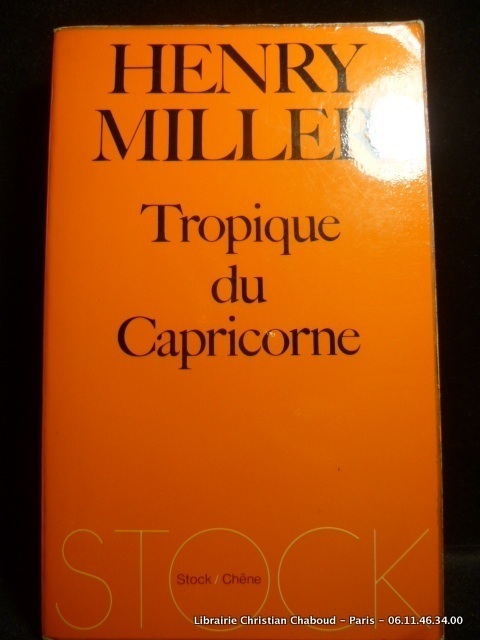 HENRY
MILLER
Tropique
du
Capricorne
STOCK
Stock / Chêne
Librairie Christian Chaboud - Paris - 06.11.46.34.00